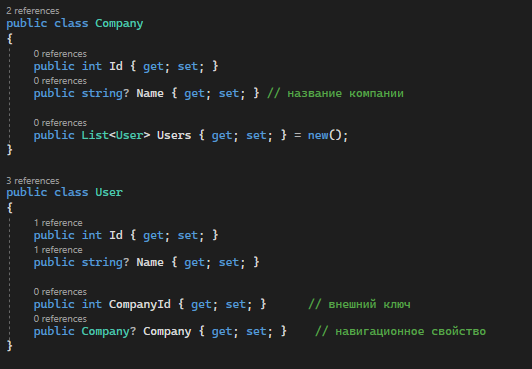 2 references
public class Company
{
0 references
public int Id { get; set; }
0 references
public string? Name { get; set; } // название компании
0 references
public List<User> Users { get; set; } = new();
}
3 references
public class User
{
1 reference
public int Id { get; set; }
1 reference
public string? Name { get; set; }
0 references
public int CompanyId { get; set; }      // внешний ключ
0 references
public Company? Company { get; set; }    // навигационное свойство
}